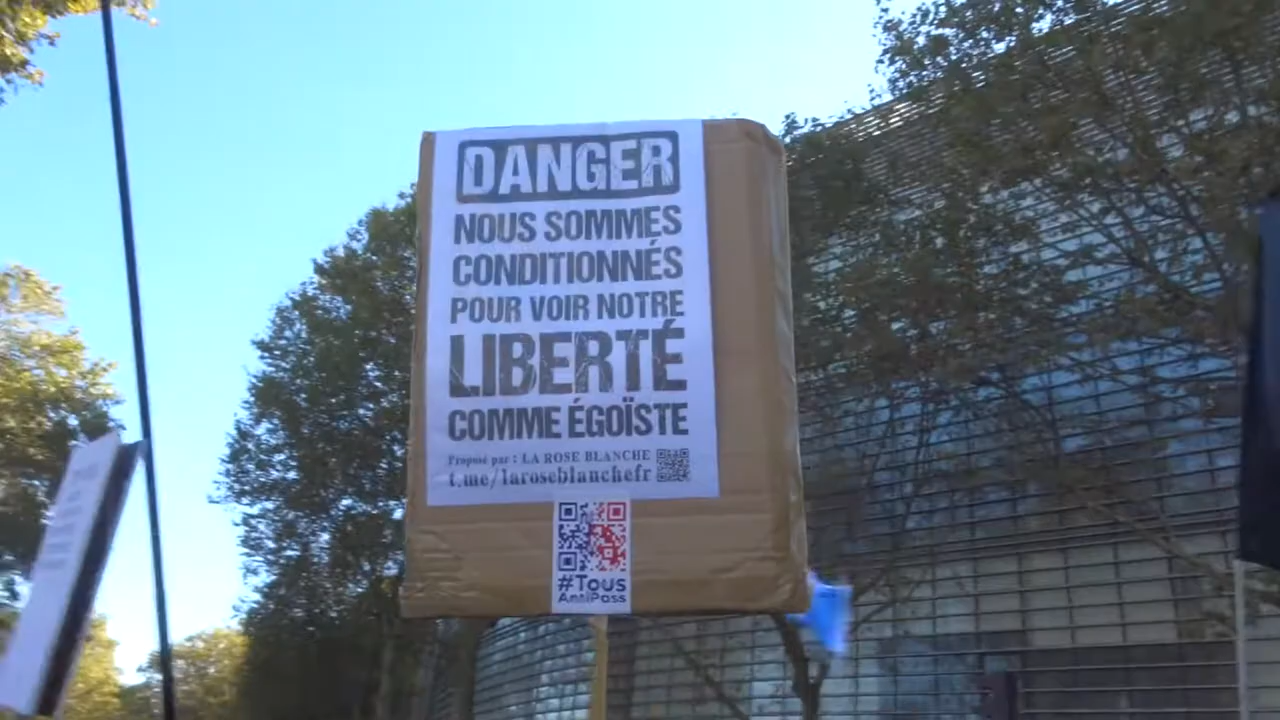 DANGER
NOUS SOMMES
CONDITIONNÉS
POUR VOIR NOTRE
LIBERTÉ
COMME ÉGOÏSTE
Proposé par : LA ROSE BLANCHE
t.me/laroseblanchefr
#Tous
AntiPass